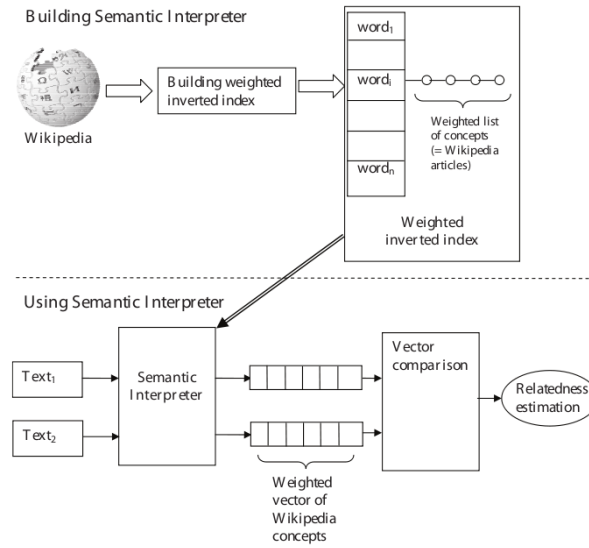 Building Semantic Interpreter
Wikipedia
Building weighted
inverted index
word1
wordi
wordn
Weighted list
of concepts
(= Wikipedia
articles)
Weighted
inverted index
Using Semantic Interpreter
Text1
Text2
Semantic
Interpreter
Weighted
vector of
Wikipedia
concepts
Vector
comparison
Relatedness
estimation